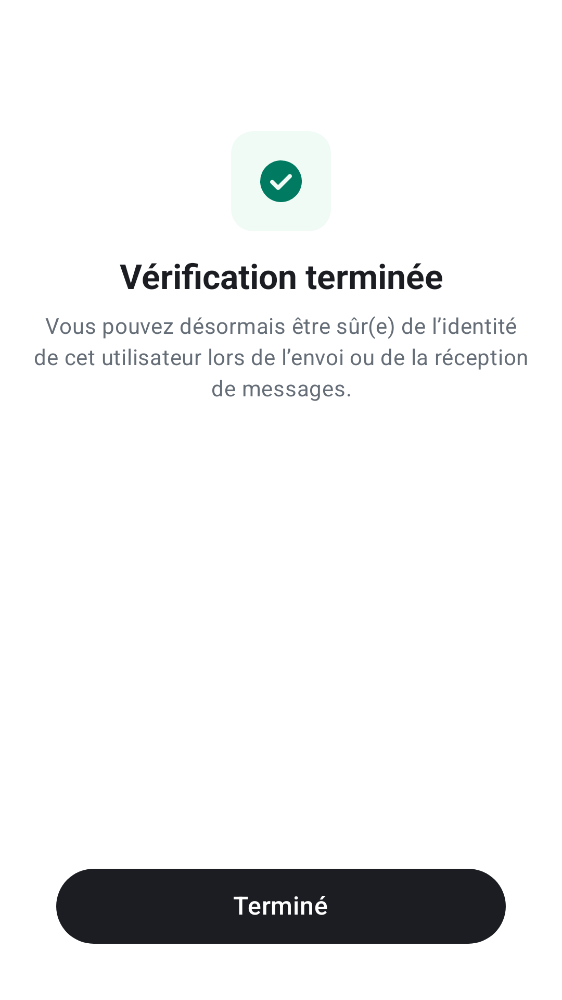 Vérification terminée
Vous pouvez désormais être sûr(e) de l’identité
de cet utilisateur lors de l’envoi ou de la réception
de messages.
Terminé